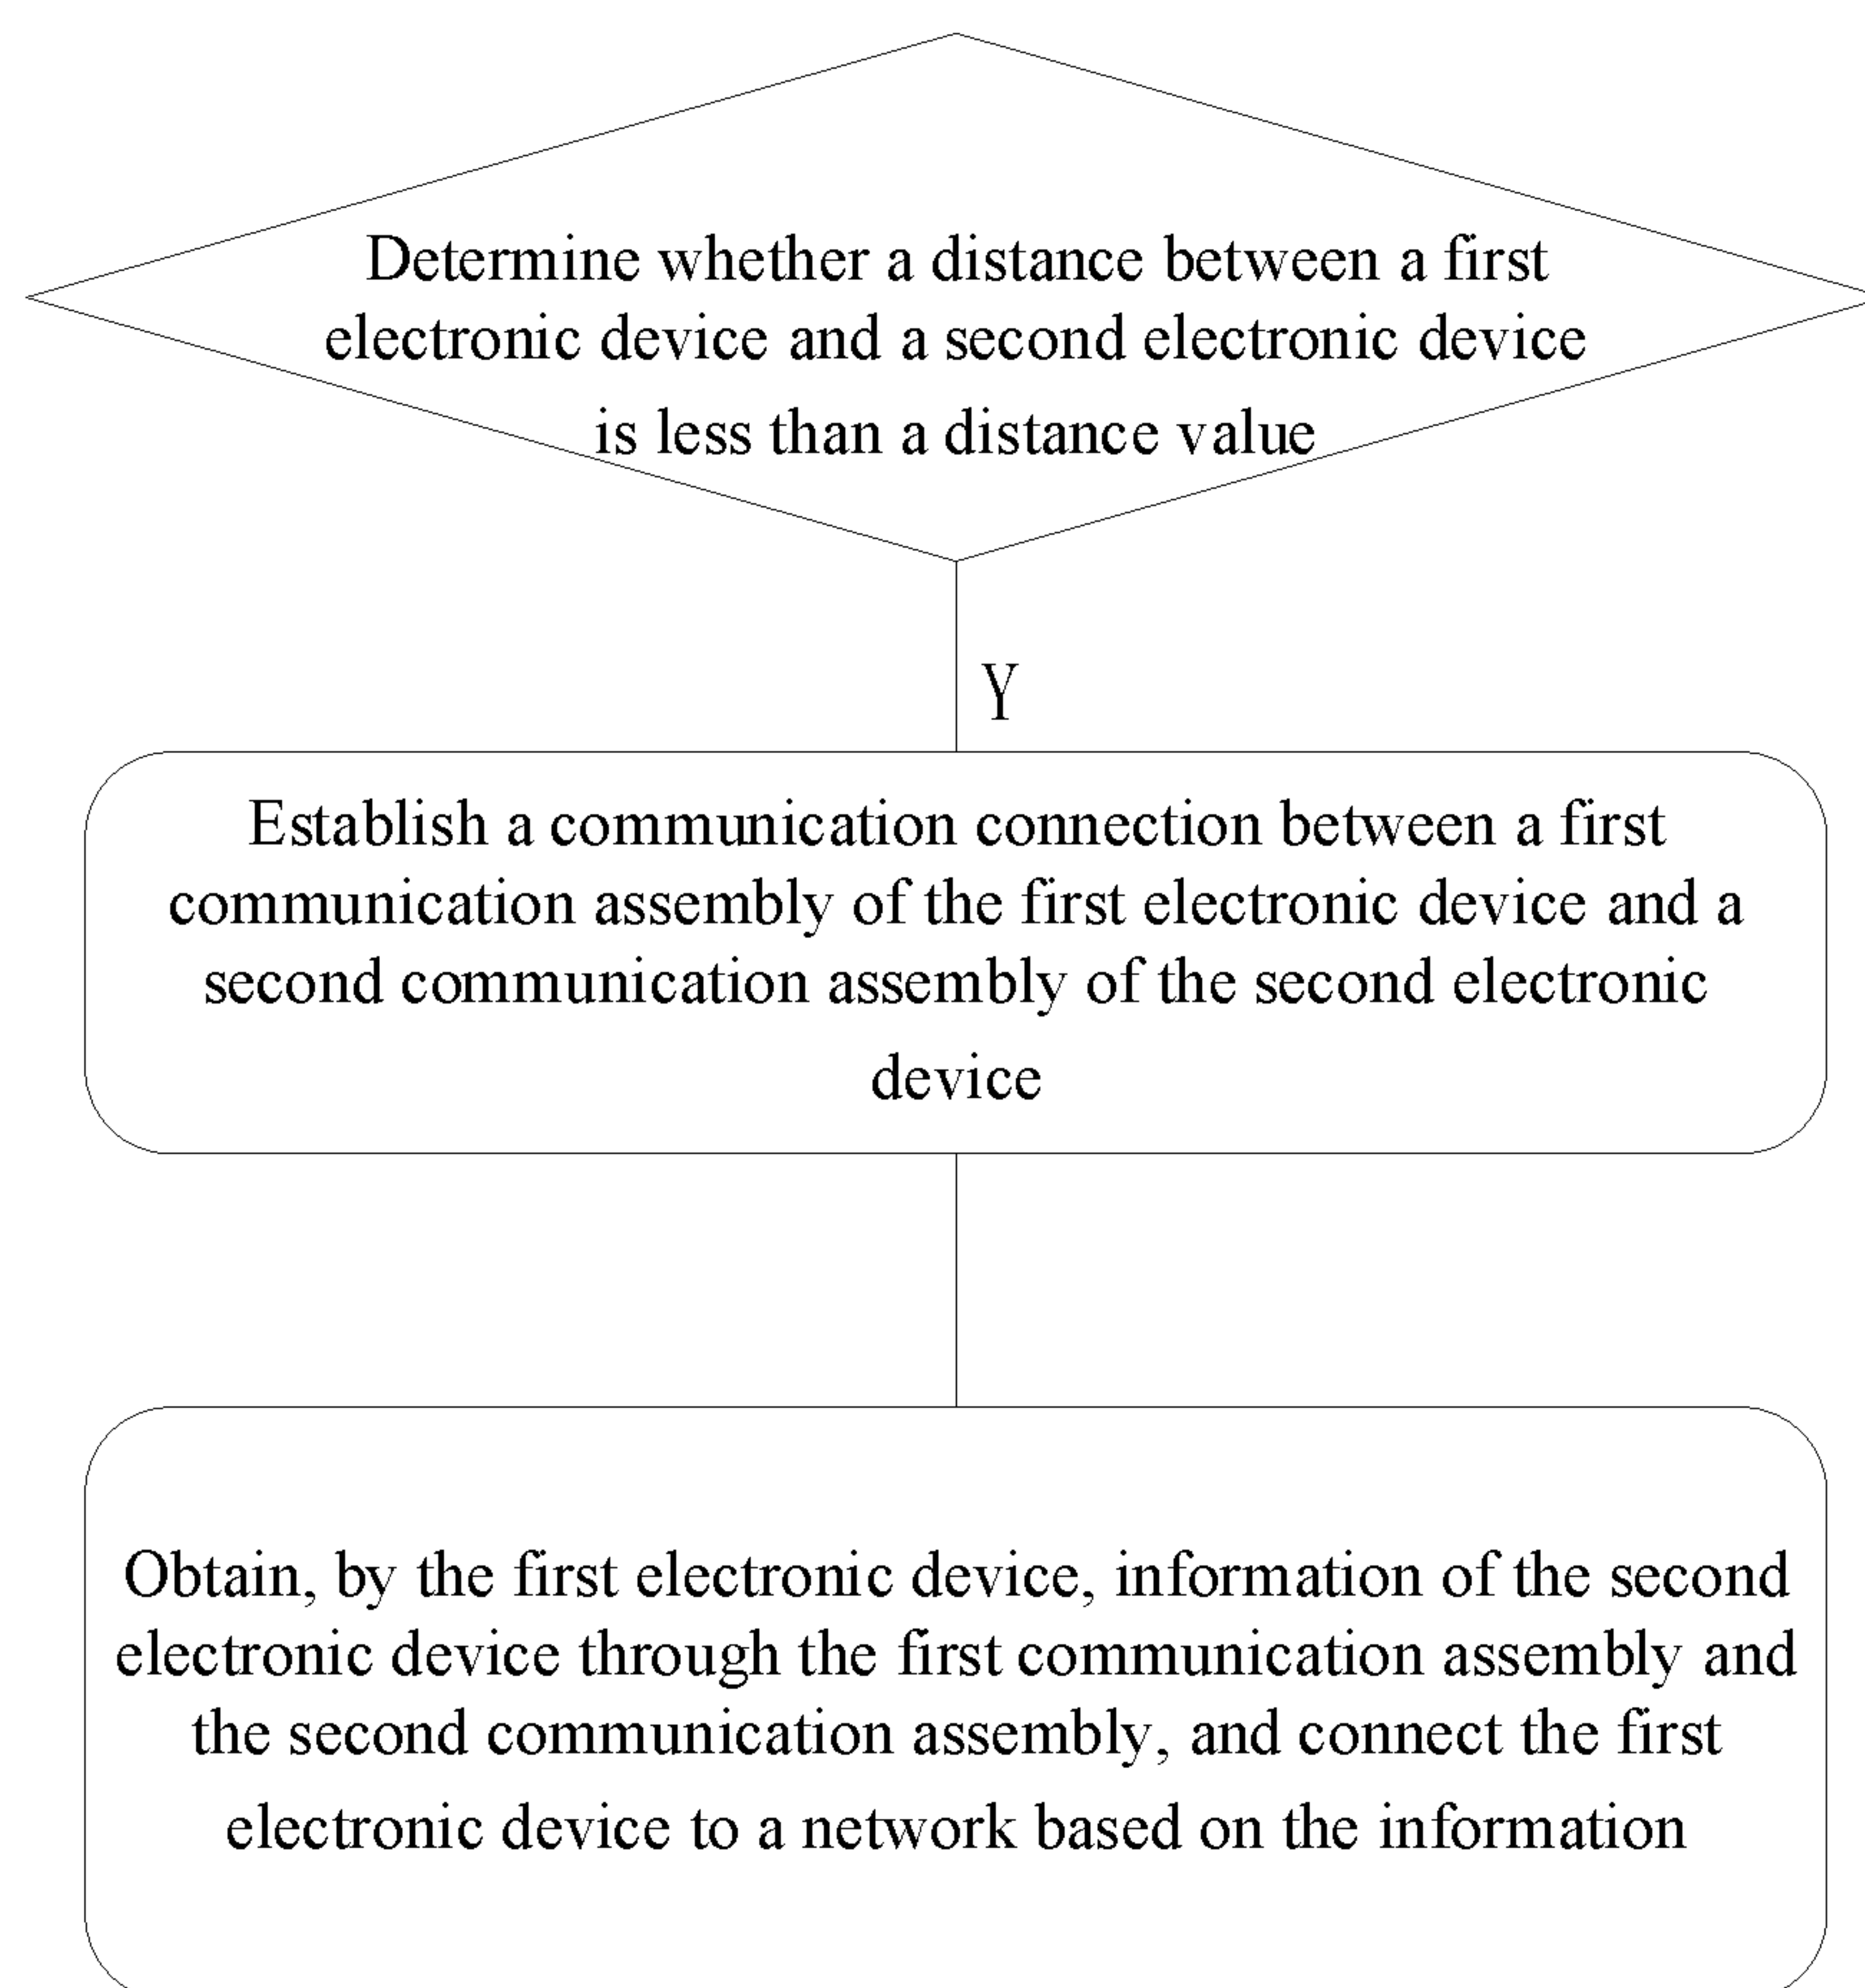 Determine whether a distance between a first
electronic device and a second electronic device
is less than a distance value
Y
Establish a communication connection between a first
communication assembly of the first electronic device and a
second communication assembly of the second electronic
device
Obtain, by the first electronic device, information of the second
electronic device through the first communication assembly and
the second communication assembly, and connect the first
electronic device to a network based on the information